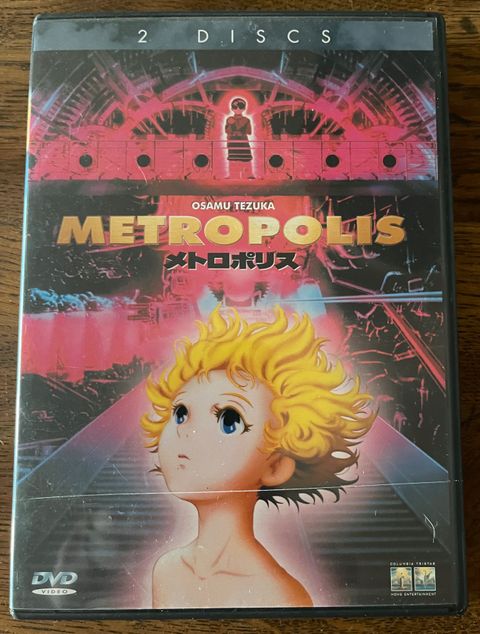 2 DISCS
OSAMU TEZUKA
METROPOLIS
メトロポリス
DVD
VIDEO
COLUMBIA TRISTAR
HOME ENTERTAINMENT